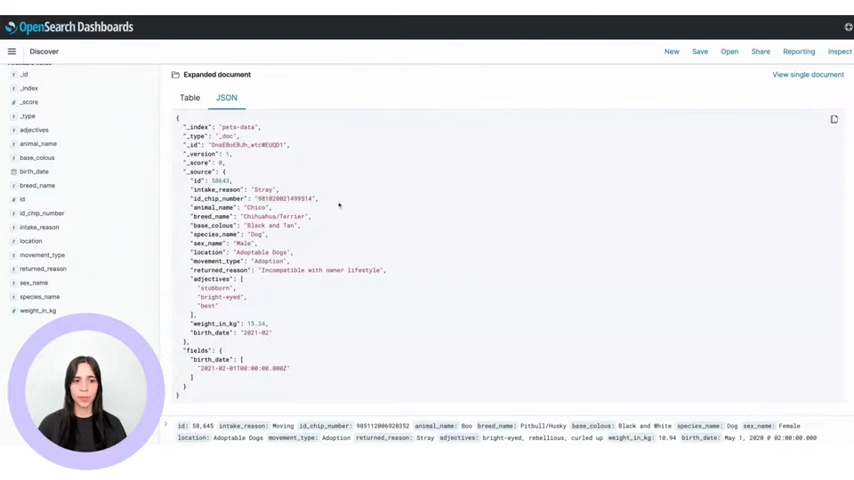 OpenSearch Dashboards
Discover New Save Open Share Reporting Inspect
_id
_index
_score
_type
adjectives
animal_name
base_colous
birth_date
breed_name
id
id_chip_number
intake_reason
location
movement_type
returned_reason
sex_name
species_name
weight_in_kg
Expanded document View single document
Table JSON
{
"_index": "pets-data",
"_type": "_doc",
"_version": 1,
"_score": 0,
"_source": {
"id": 58643,
"intake_reason": "Stray",
"id_chip_number": "981020021499514",
"animal_name": "Chico",
"breed_name": "Chihuahua/Terrier",
"base_colous": "Black and Tan",
"species_name": "Dog",
"sex_name": "Male",
"location": "Adoptable Dogs",
"movement_type": "Adoption",
"returned_reason": "Incompatible with owner lifestyle",
"adjectives": [
"stubborn",
"bright-eyed",
"best"
],
"weight_in_kg": 15.34,
"birth_date": "2021-02"
},
"fields": {
"birth_date": [
"2021-02-01T00:00:00.000Z"
]
}
}
id: 58,645 intake_reason: Moving id_chip_number: 9851112006920352 animal_name: Boo breed_name: Pitbull/Husky base_colous: Black and White species_name: Dog sex_name: Female
location: Adoptable Dogs movement_type: Adoption returned_reason: Stray adjectives: bright-eyed, rebellious, curled up weight_in_kg: 10.94 birth_date: May 1, 2020 @ 02:00:00.000